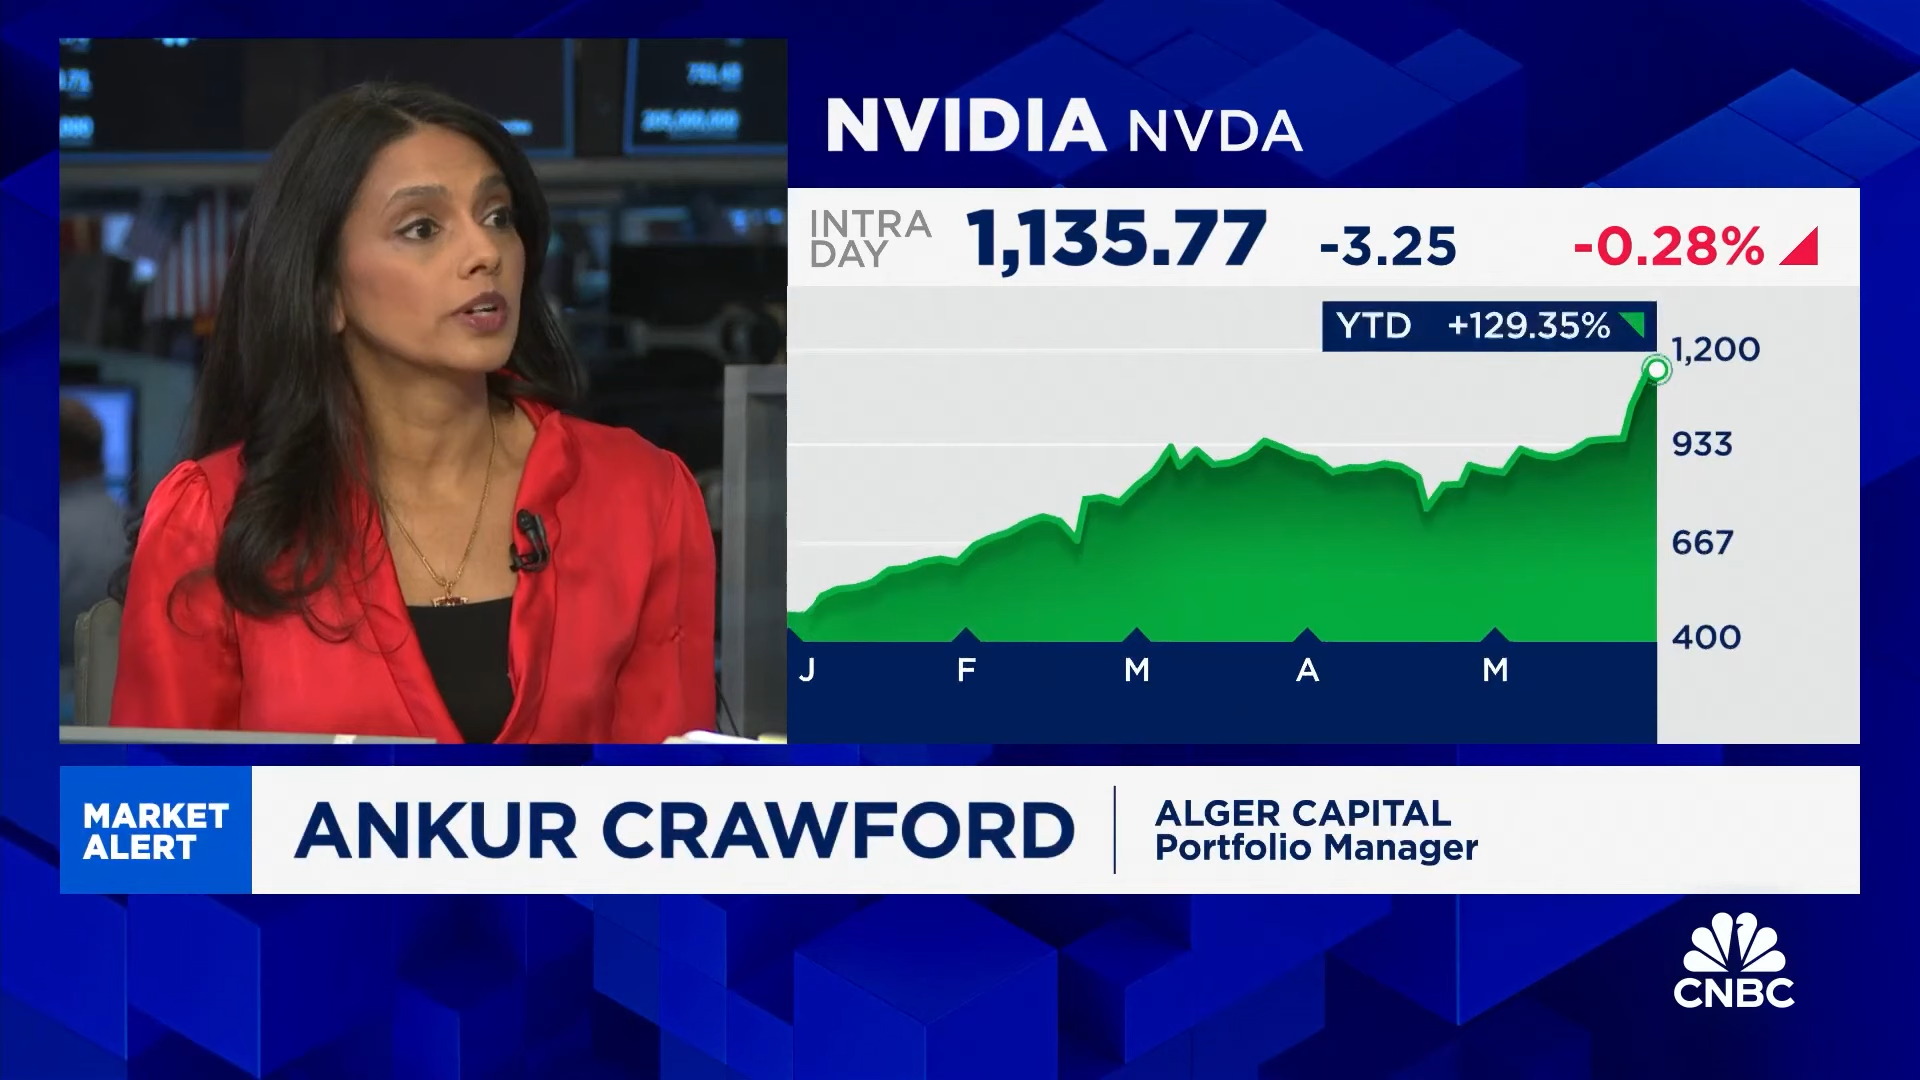 NVIDIA NVDA
INTRA
DAY
1,135.77
-3.25
-0.28%
YTD +129.35%
1,200
933
667
400
J F M A M
MARKET
ALERT
ANKUR CRAWFORD
ALGER CAPITAL
Portfolio Manager
CNBC